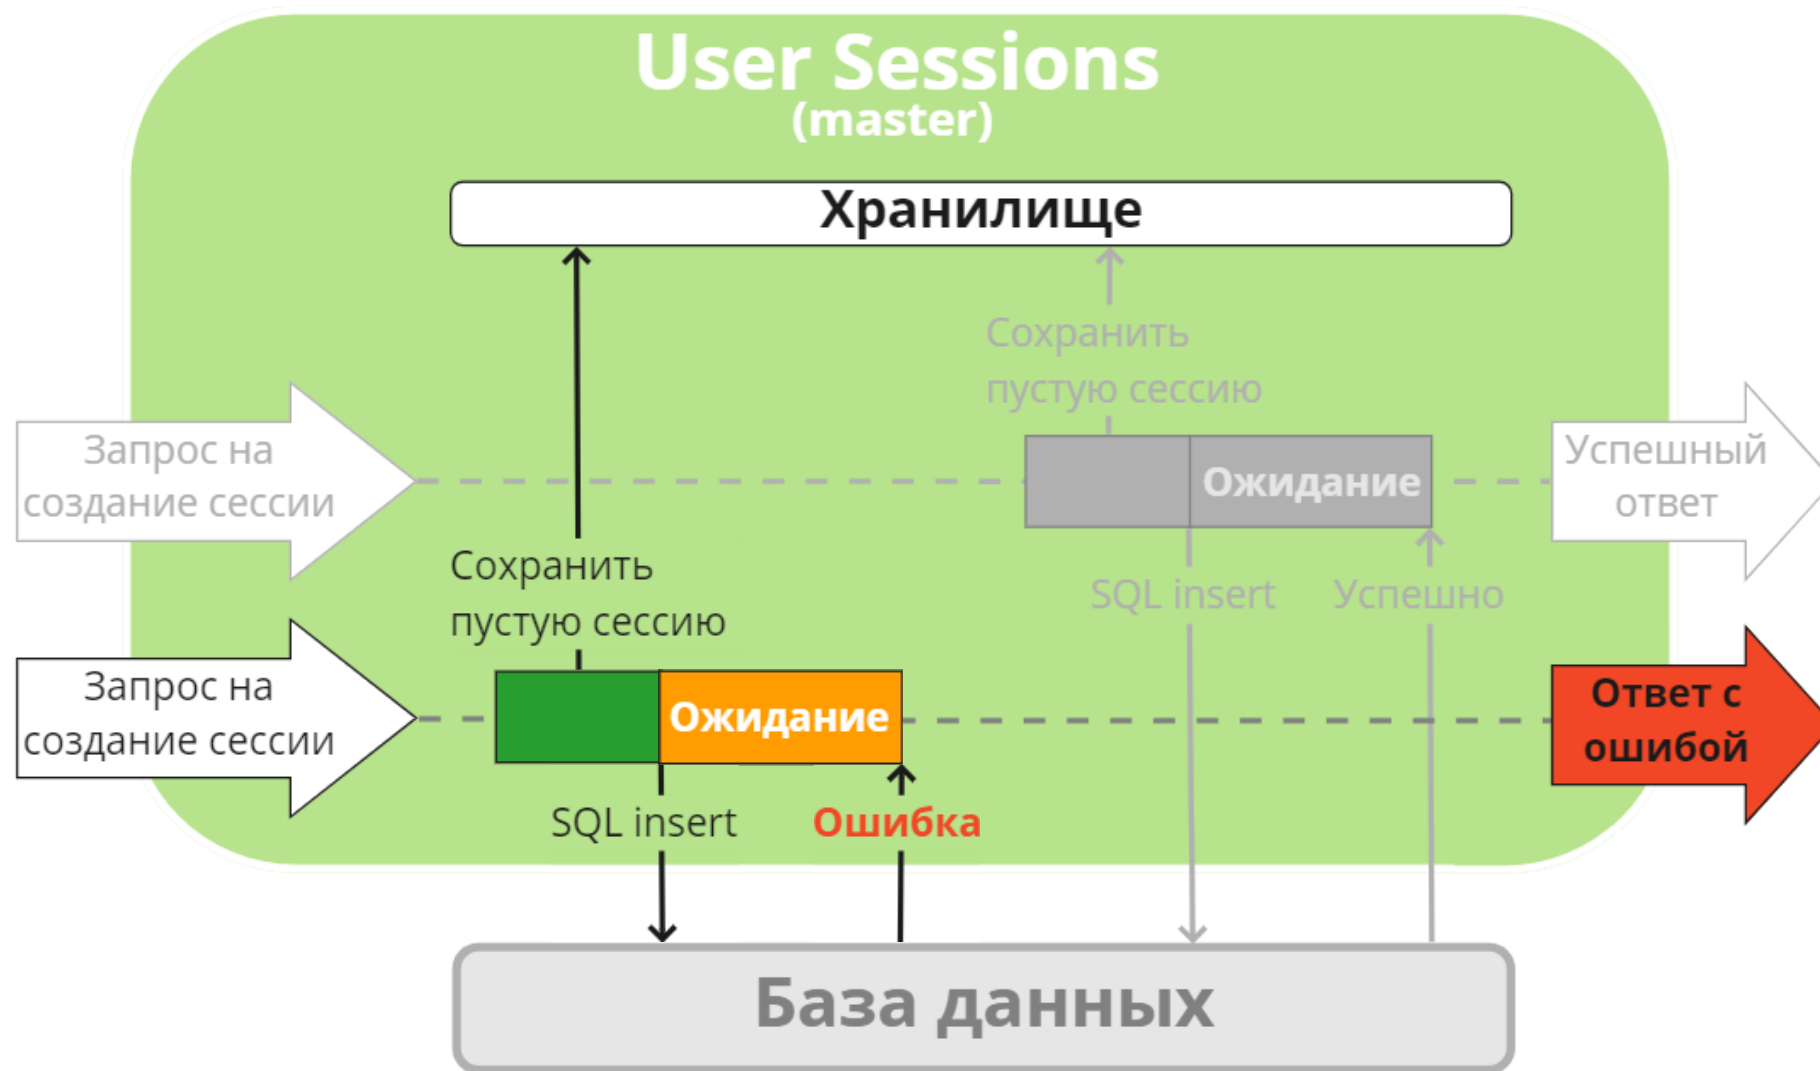 User Sessions
(master)
Хранилище
Сохранить
пустую сессию
Запрос на
создание сессии
Ожидание
Успешный
ответ
SQL insert
Успешно
Сохранить
пустую сессию
Запрос на
создание сессии
Ожидание
Ответ с
ошибой
SQL insert
Ошибка
База данных